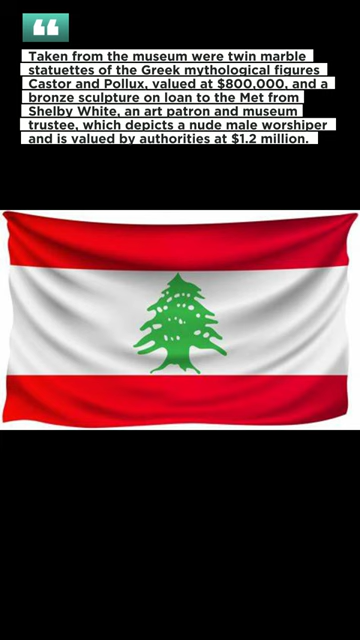 Taken from the museum were twin marble
statuettes of the Greek mythological figures
Castor and Pollux, valued at $800,000, and a
bronze sculpture on loan to the Met from
Shelby White, an art patron and museum
trustee, which depicts a nude male worshiper
and is valued by authorities at $1.2 million.